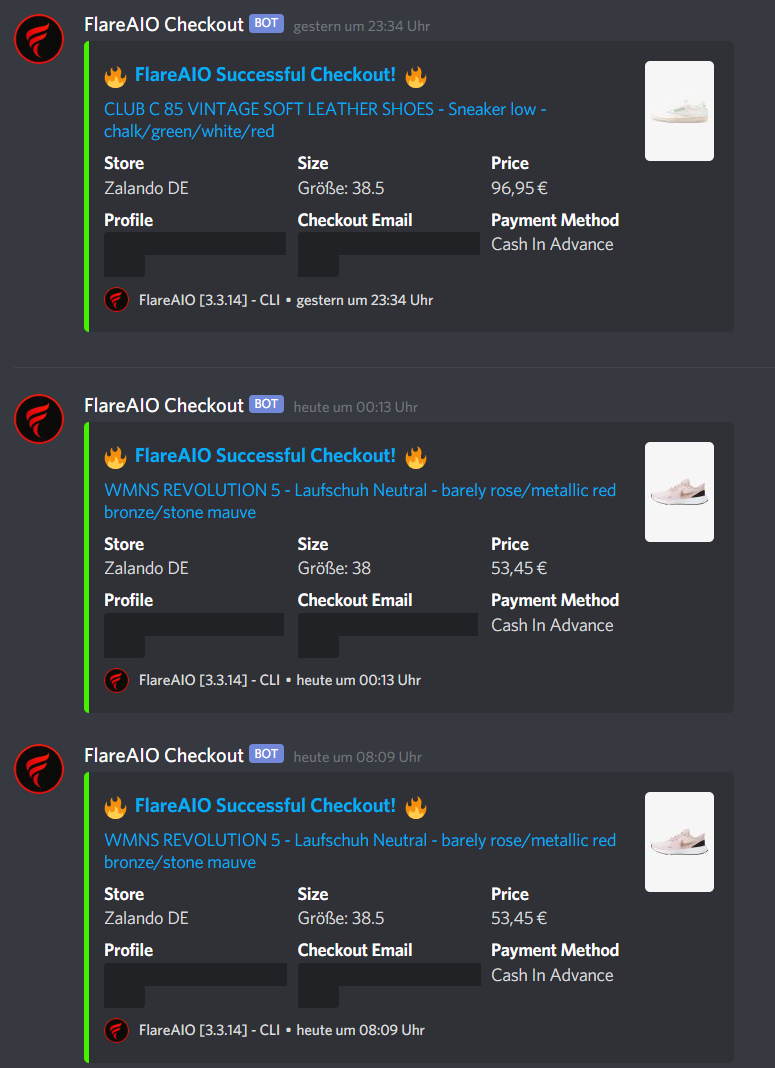 FlareAIO Checkout BOT gestern um 23:34 Uhr
🔥 FlareAIO Successful Checkout! 🔥
CLUB C 85 VINTAGE SOFT LEATHER SHOES - Sneaker low -
chalk/green/white/red
Store Size Price
Zalando DE Größe: 38.5 96,95 €
Profile Checkout Email Payment Method
Cash In Advance
FlareAIO [3.3.14] - CLI • gestern um 23:34 Uhr
FlareAIO Checkout BOT heute um 00:13 Uhr
🔥 FlareAIO Successful Checkout! 🔥
WMNS REVOLUTION 5 - Laufschuh Neutral - barely rose/metallic red
bronze/stone mauve
Store Size Price
Zalando DE Größe: 38 53,45 €
Profile Checkout Email Payment Method
Cash In Advance
FlareAIO [3.3.14] - CLI • heute um 00:13 Uhr
FlareAIO Checkout BOT heute um 08:09 Uhr
🔥 FlareAIO Successful Checkout! 🔥
WMNS REVOLUTION 5 - Laufschuh Neutral - barely rose/metallic red
bronze/stone mauve
Store Size Price
Zalando DE Größe: 38.5 53,45 €
Profile Checkout Email Payment Method
Cash In Advance
FlareAIO [3.3.14] - CLI • heute um 08:09 Uhr